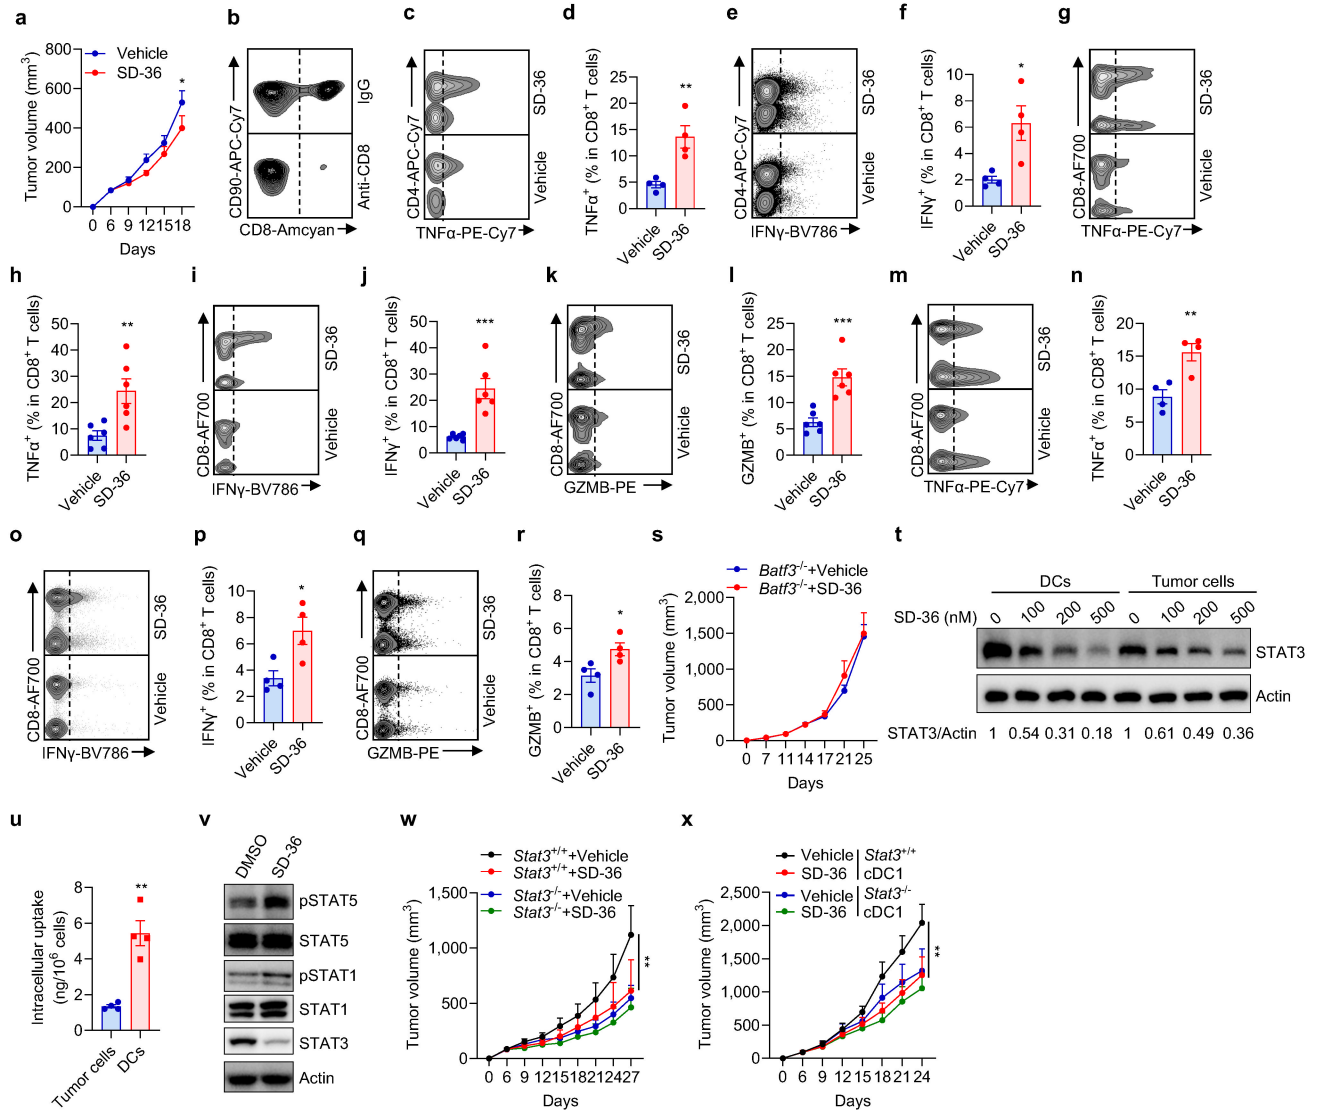 a
Tumor volume (mm³)
800
600
400
200
0
Vehicle
SD-36
*
0 6 9 12 15 18
Days
b
CD90-APC-Cy7
IgG
Anti-CD8
CD8-Amcyan
c
CD4-APC-Cy7
SD-36
Vehicle
TNFα-PE-Cy7
d
TNFα⁺ (% in CD8⁺ T cells)
25
20
15
10
5
0
**
Vehicle
SD-36
e
CD4-APC-Cy7
SD-36
Vehicle
IFNγ-BV786
f
IFNγ⁺ (% in CD8⁺ T cells)
10
8
6
4
2
0
*
Vehicle
SD-36
g
CD8-AF700
SD-36
Vehicle
TNFα-PE-Cy7
h
TNFα⁺ (% in CD8⁺ T cells)
50
40
30
20
10
0
**
Vehicle
SD-36
i
CD8-AF700
SD-36
Vehicle
IFNγ-BV786
j
IFNγ⁺ (% in CD8⁺ T cells)
50
40
30
20
10
0
***
Vehicle
SD-36
k
CD8-AF700
SD-36
Vehicle
GZMB-PE
l
GZMB⁺ (% in CD8⁺ T cells)
25
20
15
10
5
0
***
Vehicle
SD-36
m
CD8-AF700
SD-36
Vehicle
TNFα-PE-Cy7
n
TNFα⁺ (% in CD8⁺ T cells)
20
15
10
5
0
**
Vehicle
SD-36
o
CD8-AF700
SD-36
Vehicle
IFNγ-BV786
p
IFNγ⁺ (% in CD8⁺ T cells)
10
8
6
4
2
0
*
Vehicle
SD-36
q
CD8-AF700
SD-36
Vehicle
GZMB-PE
r
GZMB⁺ (% in CD8⁺ T cells)
8
6
4
2
0
*
Vehicle
SD-36
s
Batf3⁻/⁻+Vehicle
Batf3⁻/⁻+SD-36
Tumor volume (mm³)
2,000
1,500
1,000
500
0
0 7 11 14 17 21 25
Days
t
DCs Tumor cells
SD-36 (nM) 0 100 200 500 0 100 200 500
STAT3
Actin
STAT3/Actin 1 0.54 0.31 0.18 1 0.61 0.49 0.36
u
Intracellular uptake
(ng/10⁶ cells)
8
6
4
2
0
**
Tumor cells
DCs
v
DMSO SD-36
pSTAT5
STAT5
pSTAT1
STAT1
STAT3
Actin
w
Stat3⁺/⁺+Vehicle
Stat3⁺/⁺+SD-36
Stat3⁻/⁻+Vehicle
Stat3⁻/⁻+SD-36
Tumor volume (mm³)
1,500
1,000
500
0
**
0 6 9 12 15 18 21 24 27
Days
x
Vehicle Stat3⁺/⁺
SD-36 cDC1
Vehicle Stat3⁻/⁻
SD-36 cDC1
Tumor volume (mm³)
2,500
2,000
1,500
1,000
500
0
**
0 6 9 12 15 18 21 24
Days